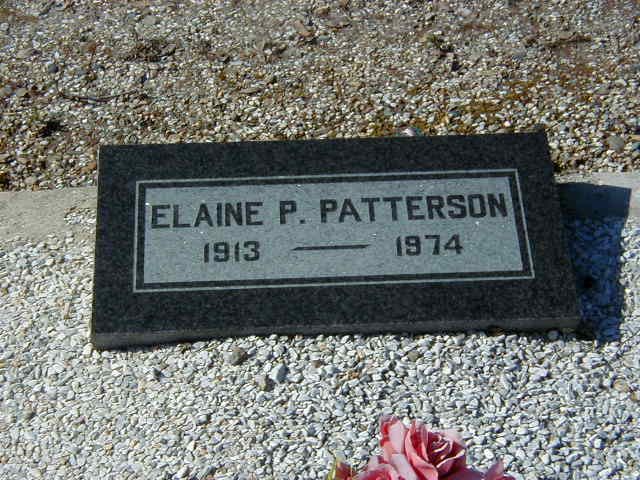 ELAINE P. PATTERSON
1913 — 1974